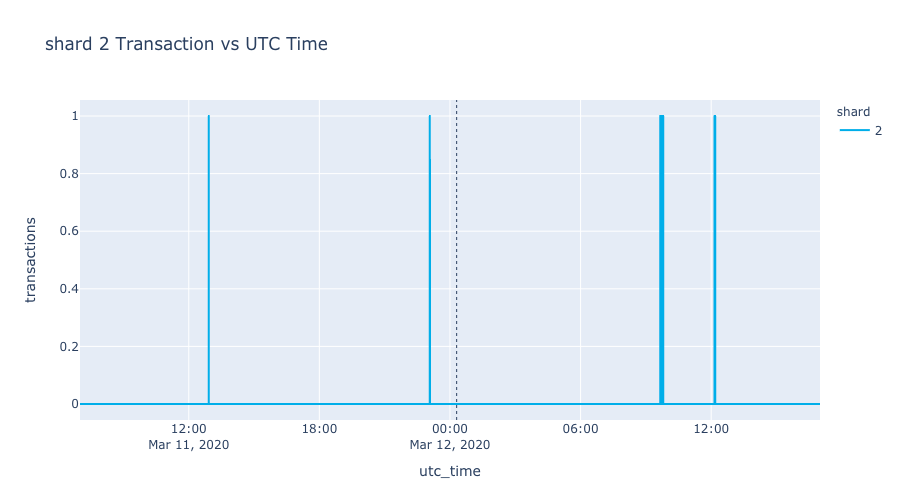 shard 2 Transaction vs UTC Time
shard
2
1
0.8
0.6
0.4
0.2
0
transactions
12:00
Mar 11, 2020
18:00
00:00
Mar 12, 2020
06:00
12:00
utc_time